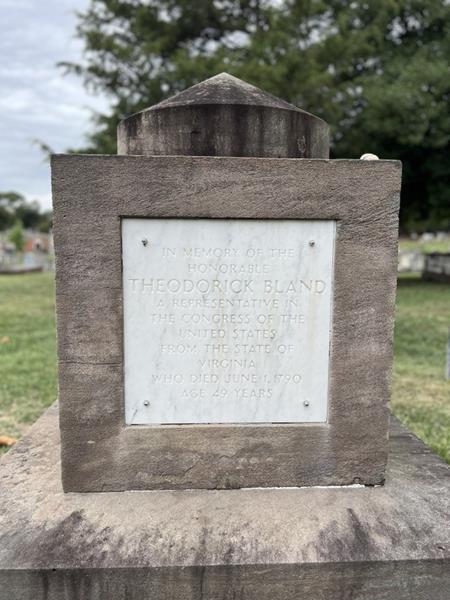 IN MEMORY OF THE
HONORABLE
THEODORICK BLAND
A REPRESENTATIVE IN
THE CONGRESS OF THE
UNITED STATES
FROM THE STATE OF
VIRGINIA
WHO DIED JUNE 1, 1790
AGE 49 YEARS